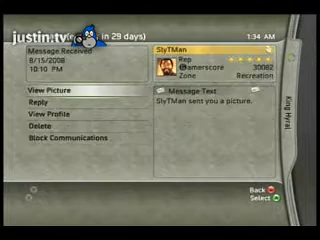 justin.tv in 29 days) 1:34 AM
Message Received
8/15/2008
10:10 PM
View Picture
Reply
View Profile
Delete
Block Communications
SlyTMan
Rep
Gamerscore 30082
Zone Recreation
Message Text
SlyTMan sent you a picture.
King Hyrai
Back B
Select A